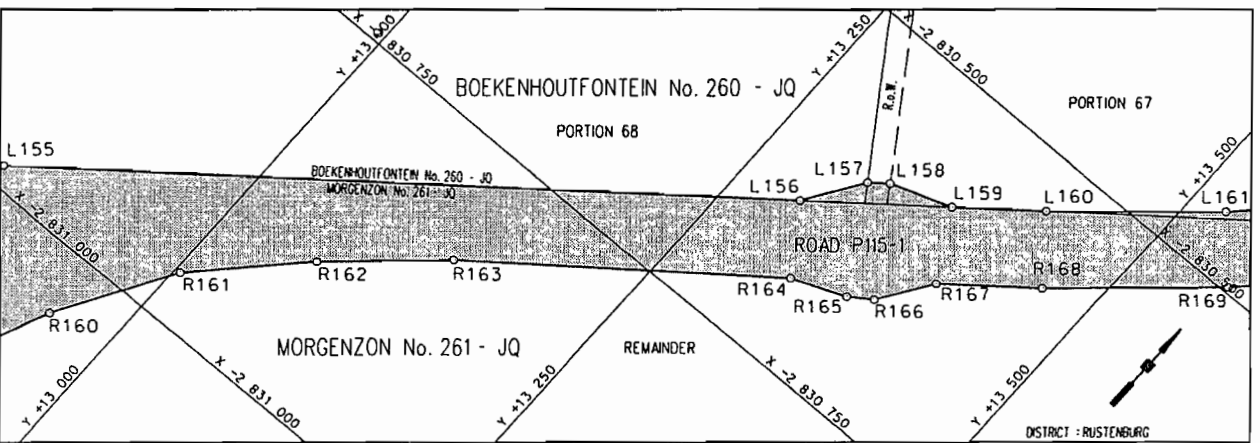 X -2 830 750
Y +13 000
Y +13 250
X -2 830 500
BOEKENHOUTFONTEIN No. 260 - JQ
PORTION 68
PORTION 67
R.o.W.
Y +13 500
L155
BOEKENHOUTFONTEIN No. 260 - JQ
MORGENZON No. 261 - JQ
L156
L157
L158
L159
L160
L161
X -2 831 000
ROAD P115-1
X -2 830 500
R160
R161
R162
R163
R164
R165
R166
R167
R168
R169
MORGENZON No. 261 - JQ
REMAINDER
Y +13 000
X -2 831 000
Y +13 250
X -2 830 750
Y +13 500
DISTRICT : RUSTENBURG